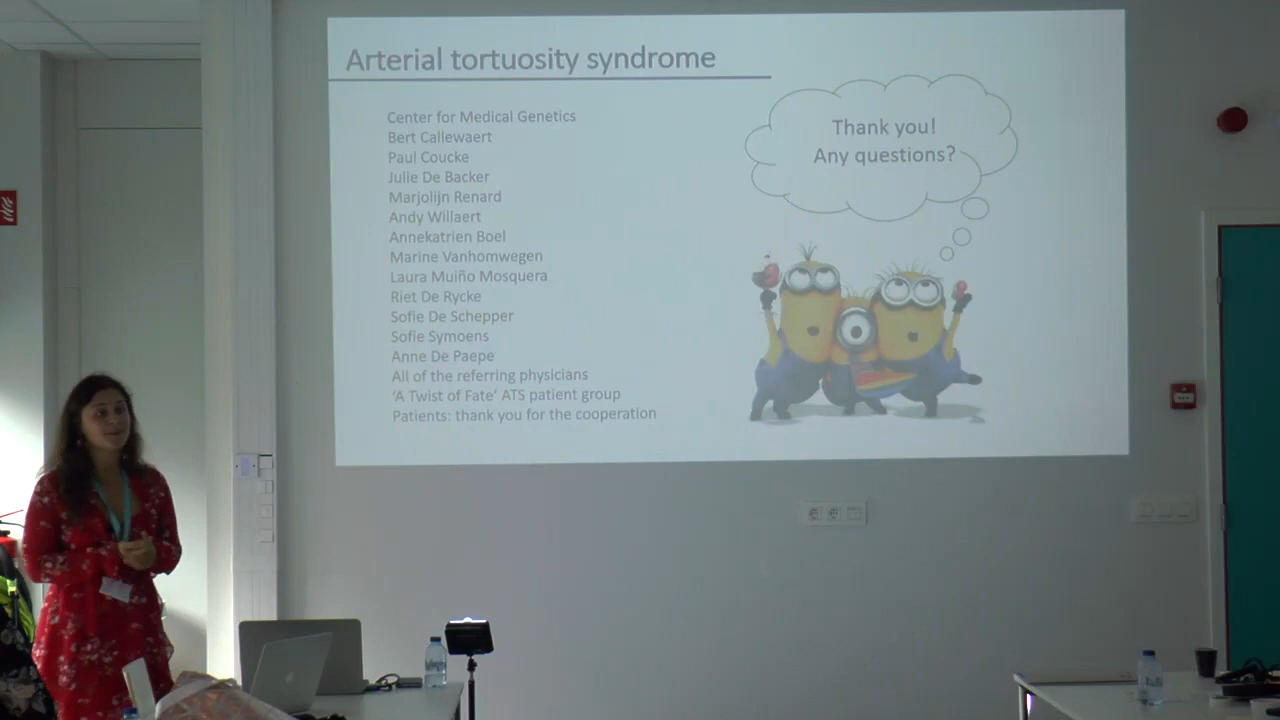 Arterial tortuosity syndrome
Center for Medical Genetics
Bert Callewaert
Paul Coucke
Julie De Backer
Marjolijn Renard
Andy Willaert
Annekatrien Boel
Marine Vanhomwegen
Laura Muiño Mosquera
Riet De Rycke
Sofie De Schepper
Sofie Symoens
Anne De Paepe
All of the referring physicians
‘A Twist of Fate’ ATS patient group
Patients: thank you for the cooperation
Thank you!
Any questions?